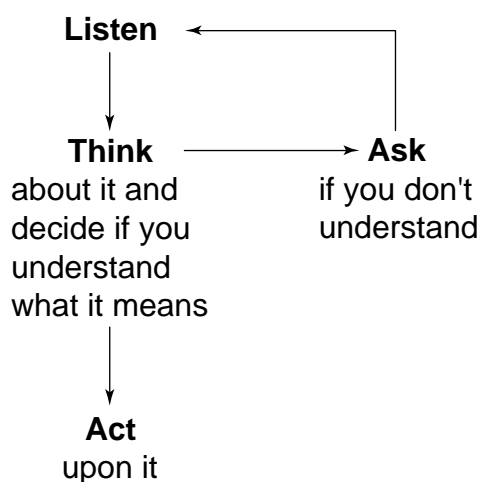 Listen
Think
about it and
decide if you
understand
what it means
Ask
if you don't
understand
Act
upon it